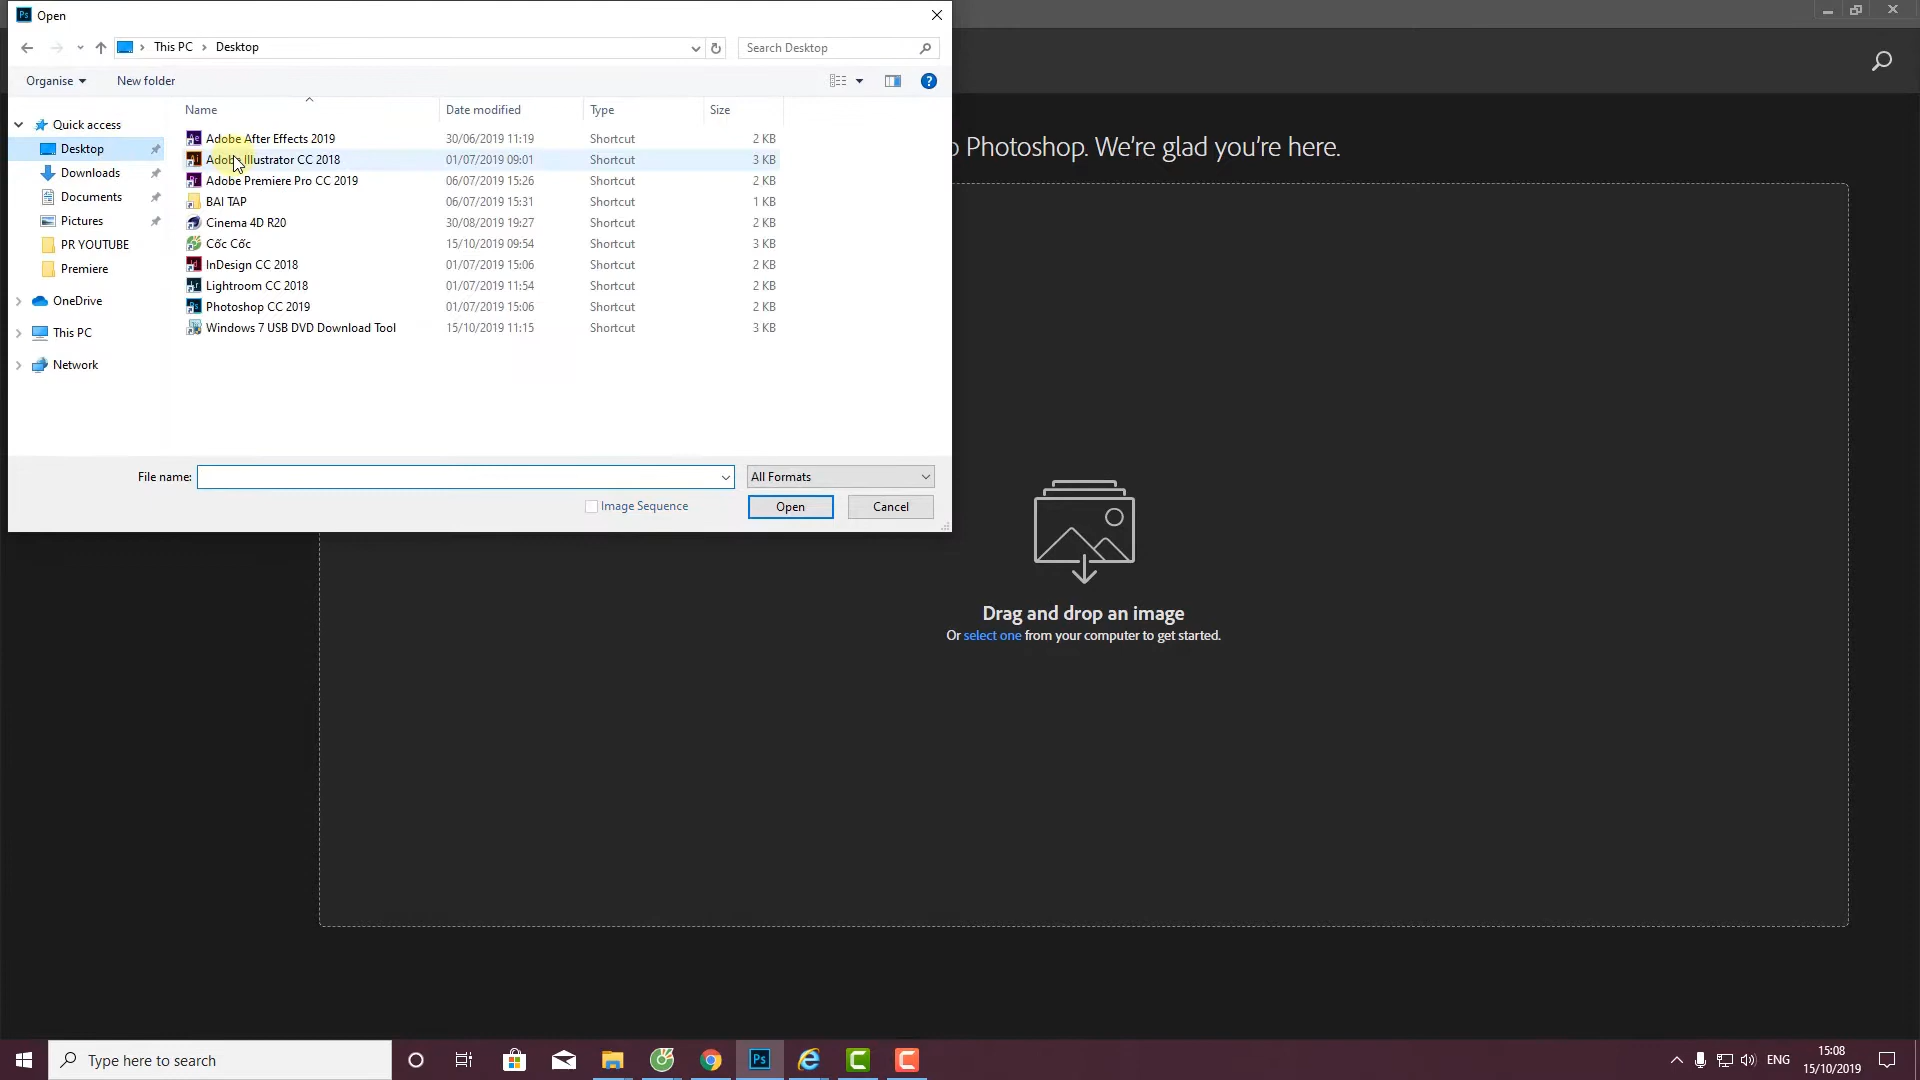 Open
This PC > Desktop
Search Desktop
Organise
New folder
Name
Date modified
Type
Size
Quick access
Desktop
Downloads
Documents
Pictures
PR YOUTUBE
Premiere
OneDrive
This PC
Network
Adobe After Effects 2019 30/06/2019 11:19 Shortcut 2 KB
Adobe Illustrator CC 2018 01/07/2019 09:01 Shortcut 3 KB
Adobe Premiere Pro CC 2019 06/07/2019 15:26 Shortcut 2 KB
BAI TAP 06/07/2019 15:31 Shortcut 1 KB
Cinema 4D R20 30/08/2019 19:27 Shortcut 2 KB
Cốc Cốc 15/10/2019 09:54 Shortcut 3 KB
InDesign CC 2018 01/07/2019 15:06 Shortcut 2 KB
Lightroom CC 2018 01/07/2019 11:54 Shortcut 2 KB
Photoshop CC 2019 01/07/2019 15:06 Shortcut 2 KB
Windows 7 USB DVD Download Tool 15/10/2019 11:15 Shortcut 3 KB
File name:
All Formats
Image Sequence
Open
Cancel
o Photoshop. We're glad you're here.
Drag and drop an image
Or select one from your computer to get started.
Type here to search
ENG
15:08
15/10/2019